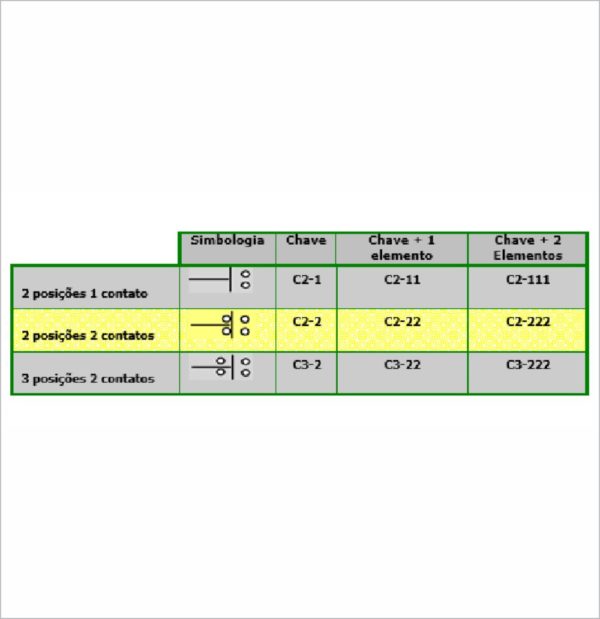 Simbologia Chave Chave + 1 elemento Chave + 2 Elementos
2 posições 1 contato C2-1 C2-11 C2-111
2 posições 2 contatos C2-2 C2-22 C2-222
3 posições 2 contatos C3-2 C3-22 C3-222